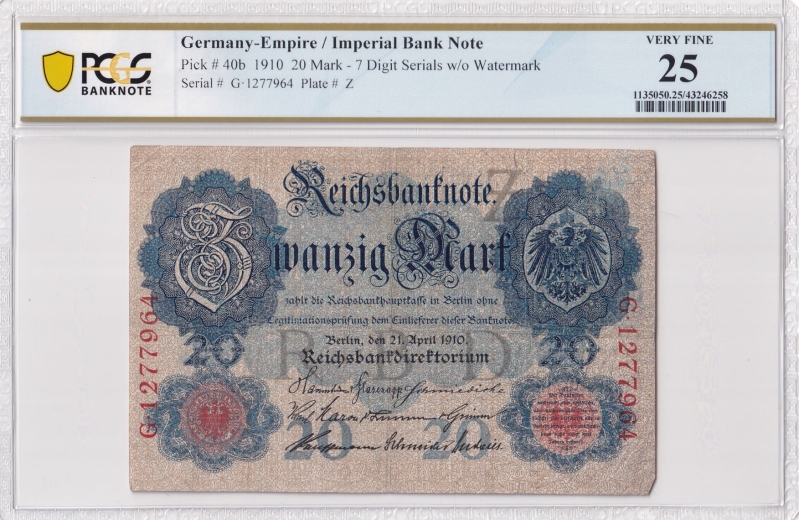 PCGS
BANKNOTE
Germany-Empire / Imperial Bank Note
Pick # 40b 1910 20 Mark - 7 Digit Serials w/o Watermark
Serial # G·1277964 Plate # Z
VERY FINE
25
1135050.25/43246258
Z
Reichsbanknote.
Zwanzig Mark
zahlt die Reichsbankhauptkasse in Berlin ohne
Legitimationsprüfung dem Einlieferer dieser Banknote.
Berlin, den 21. April 1910.
Reichsbankdirektorium
20 R B D 20
G·1277964
G·1277964
20 20